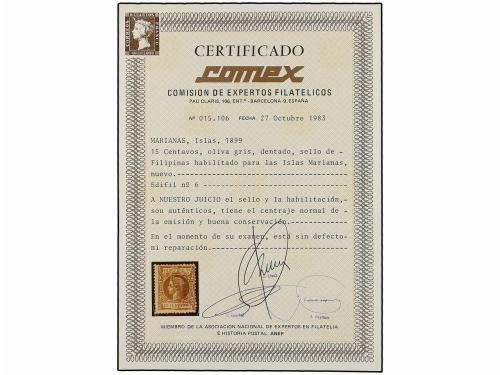 CERTIFICADO
comex
COMISION DE EXPERTOS FILATELICOS
PAU CLARIS, 106, ENT.º - BARCELONA-9, ESPAÑA
Nº 015.106 FECHA 27 Octubre 1983
MARIANAS, Islas, 1899
15 Centavos, oliva gris, dentado, sello de-
Filipinas habilitado para las Islas Marianas,
nuevo.
Edifil nº 6
A NUESTRO JUICIO el sello y la habilitación,
son auténticos, tiene el centraje normal de
la emisión y buena conservación.
En el momento de su examen, está sin defecto-
ni reparación.
MIEMBRO DE LA ASOCIACION NACIONAL DE EXPERTOS EN FILATELIA
E HISTORIA POSTAL. ANEF